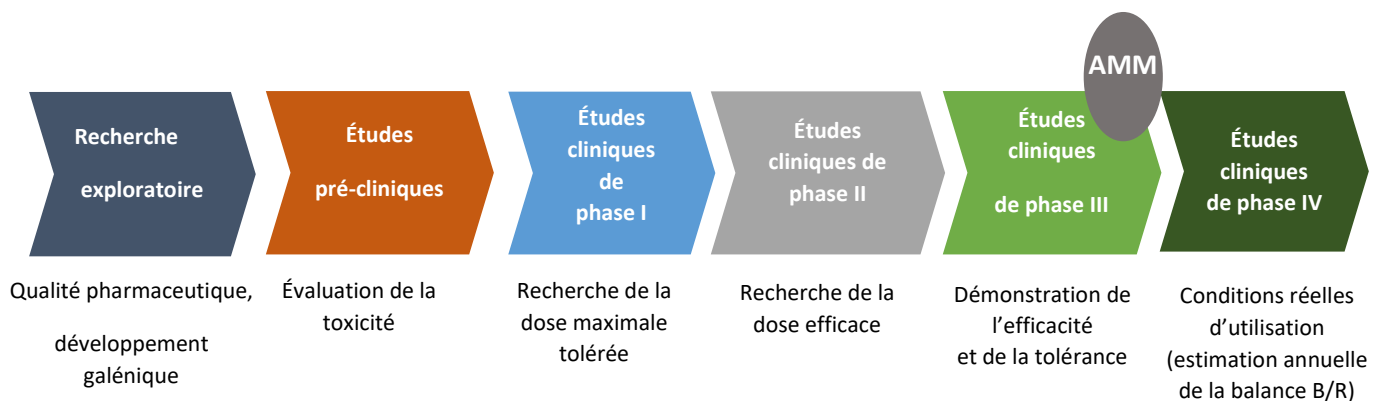 AMM
Recherche
exploratoire
Études
pré-cliniques
Études
cliniques
de
phase I
Études
cliniques de
phase II
Études
cliniques
de phase III
Études
cliniques
de phase IV
Qualité pharmaceutique,
développement
galénique
Évaluation de la
toxicité
Recherche de la
dose maximale
tolérée
Recherche de la
dose efficace
Démonstration de
l’efficacité
et de la tolérance
Conditions réelles
d’utilisation
(estimation annuelle
de la balance B/R)